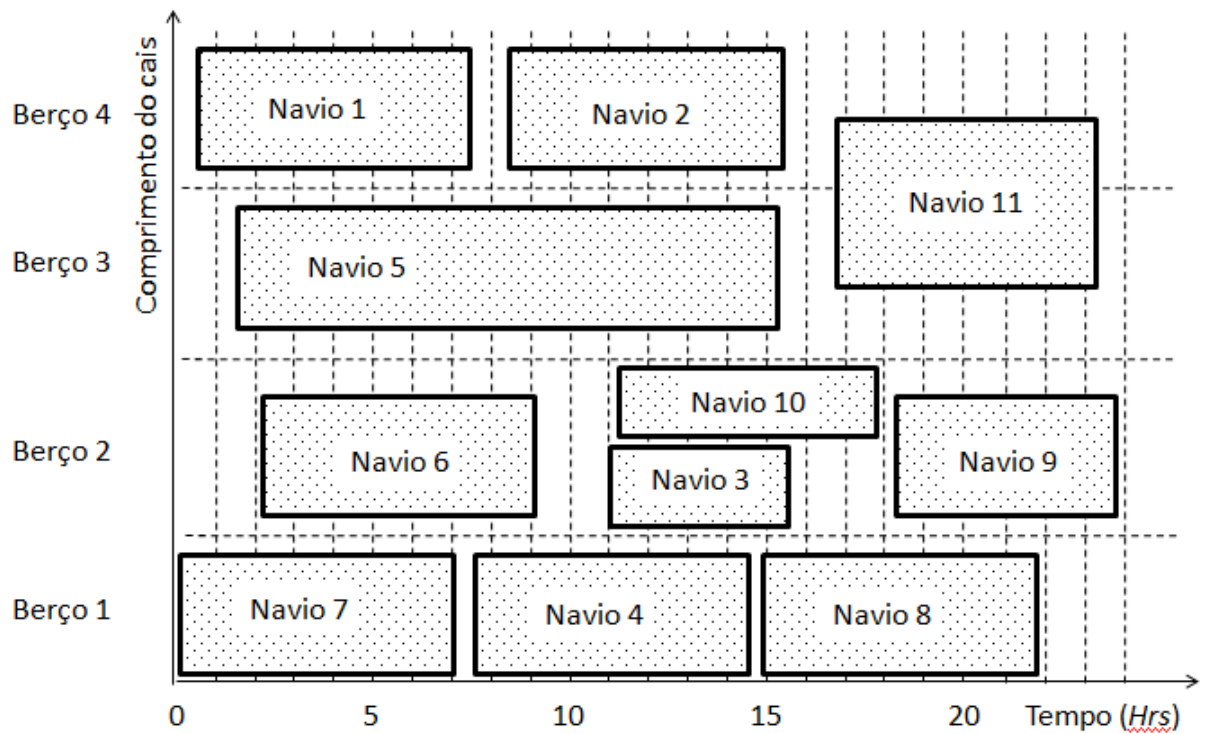 Comprimento do cais
Berço 4
Navio 1
Navio 2
Navio 11
Berço 3
Navio 5
Berço 2
Navio 10
Navio 6
Navio 3
Navio 9
Berço 1
Navio 7
Navio 4
Navio 8
0 5 10 15 20 Tempo (Hrs)